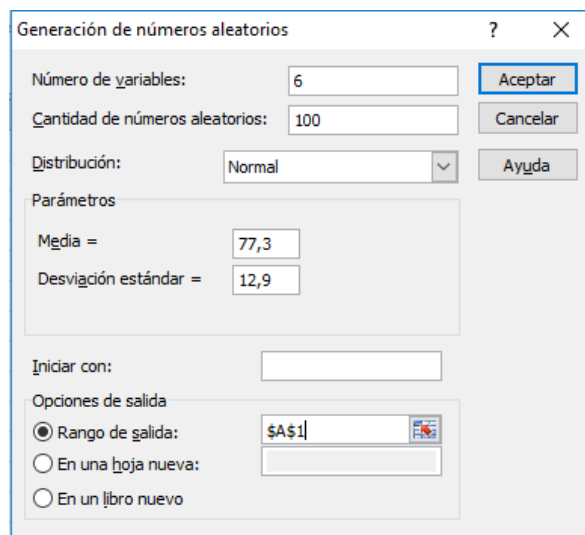 Generación de números aleatorios ?
Número de variables: 6 Aceptar
Cantidad de números aleatorios: 100 Cancelar
Distribución: Normal Ayuda
Parámetros
Media = 77,3
Desviación estándar = 12,9
Iniciar con:
Opciones de salida
Rango de salida: $A$1
En una hoja nueva:
En un libro nuevo